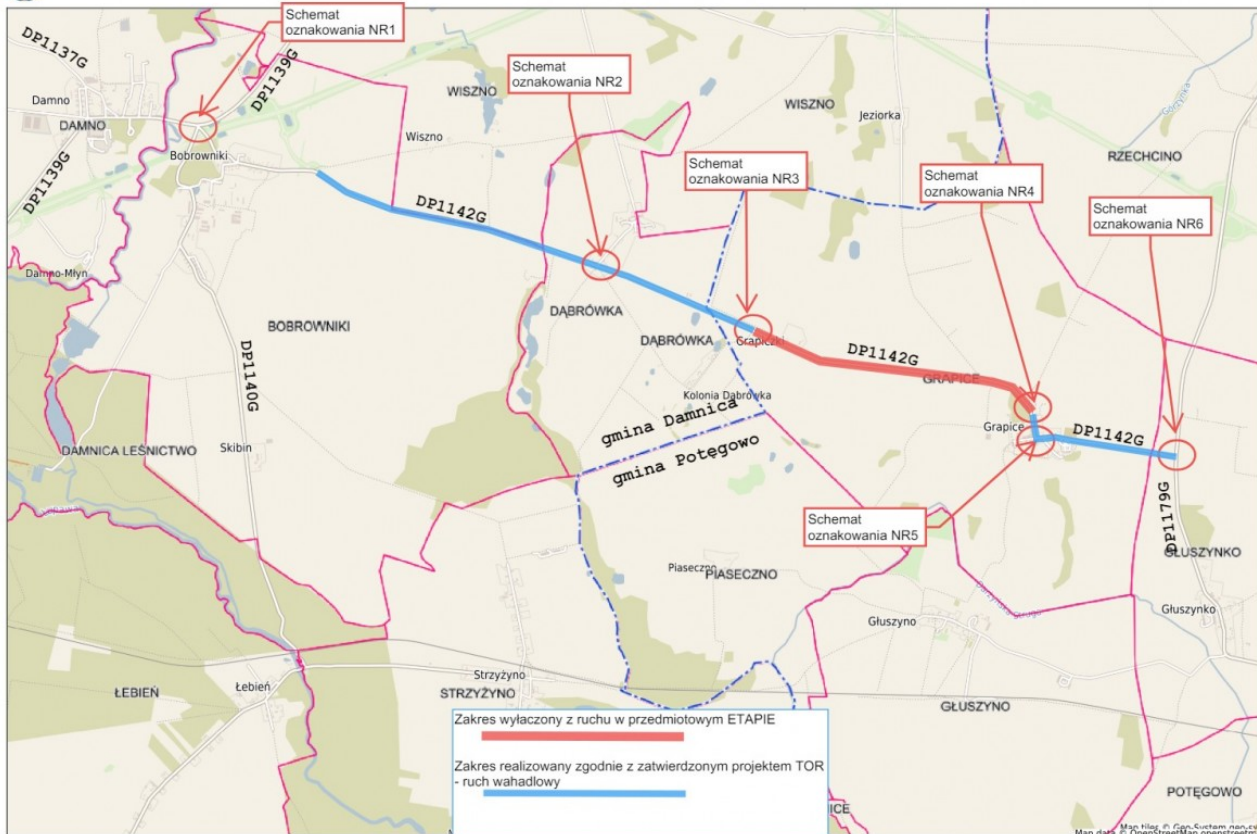 Schemat
oznakowania NR1
DP1137G
DP1139G
Damno
DAMNO
Bobrowniki
DP1139G
Wiszno
WISZNO
Schemat
oznakowania NR2
WISZNO
Jeziorka
Schemat
oznakowania NR3
Schemat
oznakowania NR4
RZECHCINO
Schemat
oznakowania NR6
DP1142G
Damno-Młyn
BOBROWNIKI
DP1140G
DĄBRÓWKA
DĄBRÓWKA
Grapiczki
DP1142G
GRAPICE
Kolonia Dąbrówka
Grapice
DP1142G
gmina Damnica
gmina Potęgowo
DAMNICA LEŚNICTWO
Skibin
Schemat
oznakowania NR5
DP1179G
GŁUSZYNKO
Piaseczno
PIASECZNO
Głuszyno
Głuszynko
Strzyżyno
STRZYŻYNO
ŁEBIEŃ
Łebień
GŁUSZYNO
Zakres wyłaczony z ruchu w przedmiotowym ETAPIE
Zakres realizowany zgodnie z zatwierdzonym projektem TOR
- ruch wahadłowy
POTĘGOWO